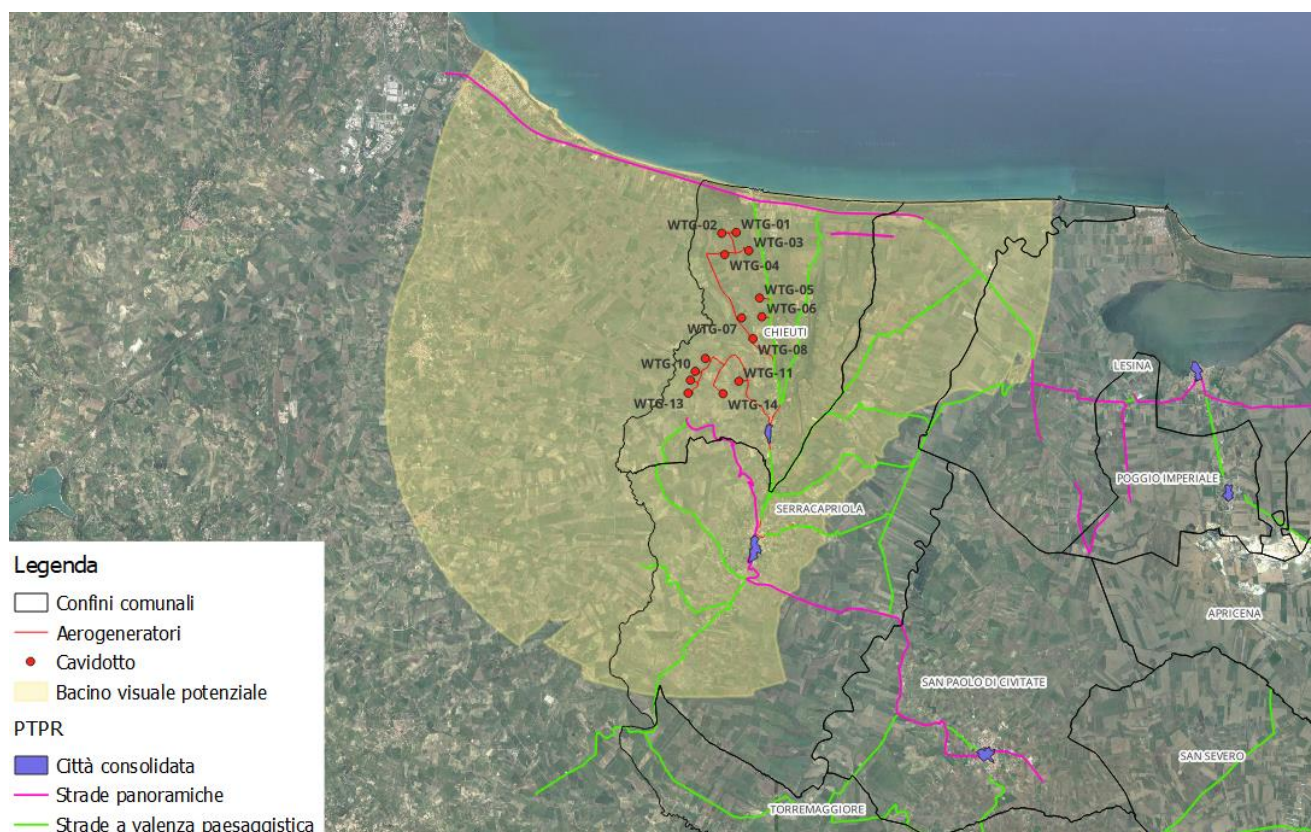 WTG-02
WTG-01
WTG-03
WTG-04
WTG-05
WTG-06
WTG-07
CHIEUTI
WTG-08
WTG-10
WTG-11
WTG-13
WTG-14
LESINA
POGGIO IMPERIALE
SERRACAPRIOLA
APRICENA
SAN PAOLO DI CIVITATE
SAN SEVERO
TORREMAGGIORE
Legenda
Confini comunali
Aerogeneratori
Cavidotto
Bacino visuale potenziale
PTPR
Città consolidata
Strade panoramiche
Strade a valenza paesaggistica